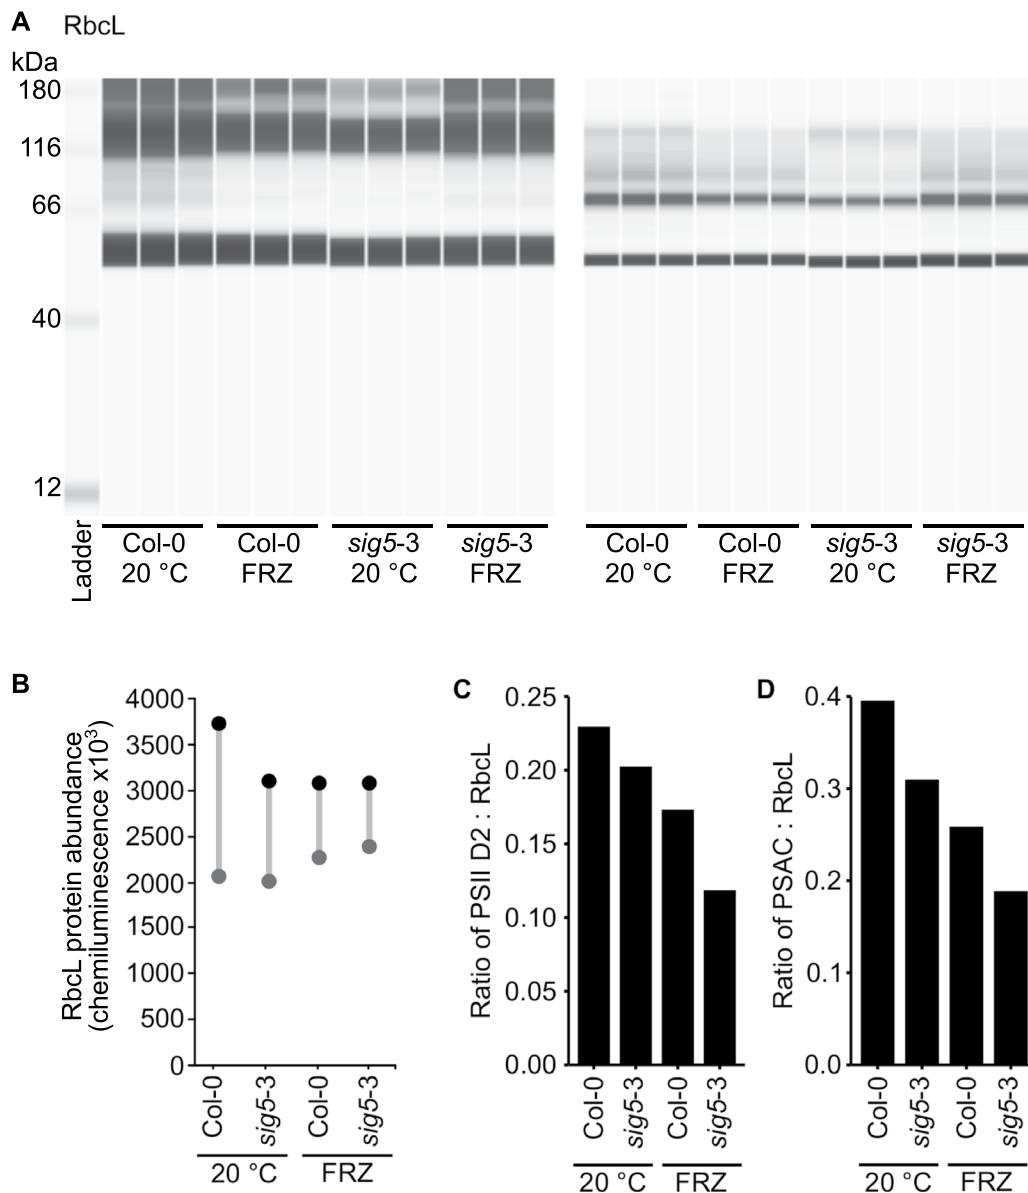 A RbcL
kDa
180
116
66
40
12
Ladder
Col-0 Col-0 sig5-3 sig5-3 Col-0 Col-0 sig5-3 sig5-3
20 °C FRZ 20 °C FRZ 20 °C FRZ 20 °C FRZ
B
RbcL protein abundance
(chemiluminescence x10³)
4000
3500
3000
2500
2000
1500
1000
500
0
Col-0 sig5-3 Col-0 sig5-3
20 °C FRZ
C
Ratio of PSII D2 : RbcL
0.25
0.20
0.15
0.10
0.05
0.00
Col-0 sig5-3 Col-0 sig5-3
20 °C FRZ
D
Ratio of PSAC : RbcL
0.4
0.3
0.2
0.1
0.0
Col-0 sig5-3 Col-0 sig5-3
20 °C FRZ